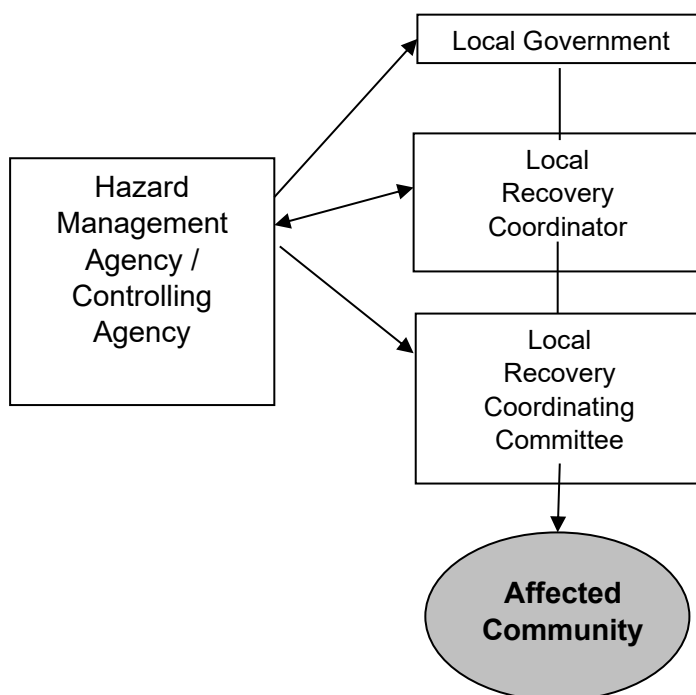 Local Government
Hazard
Management
Agency /
Controlling
Agency
Local
Recovery
Coordinator
Local
Recovery
Coordinating
Committee
Affected
Community